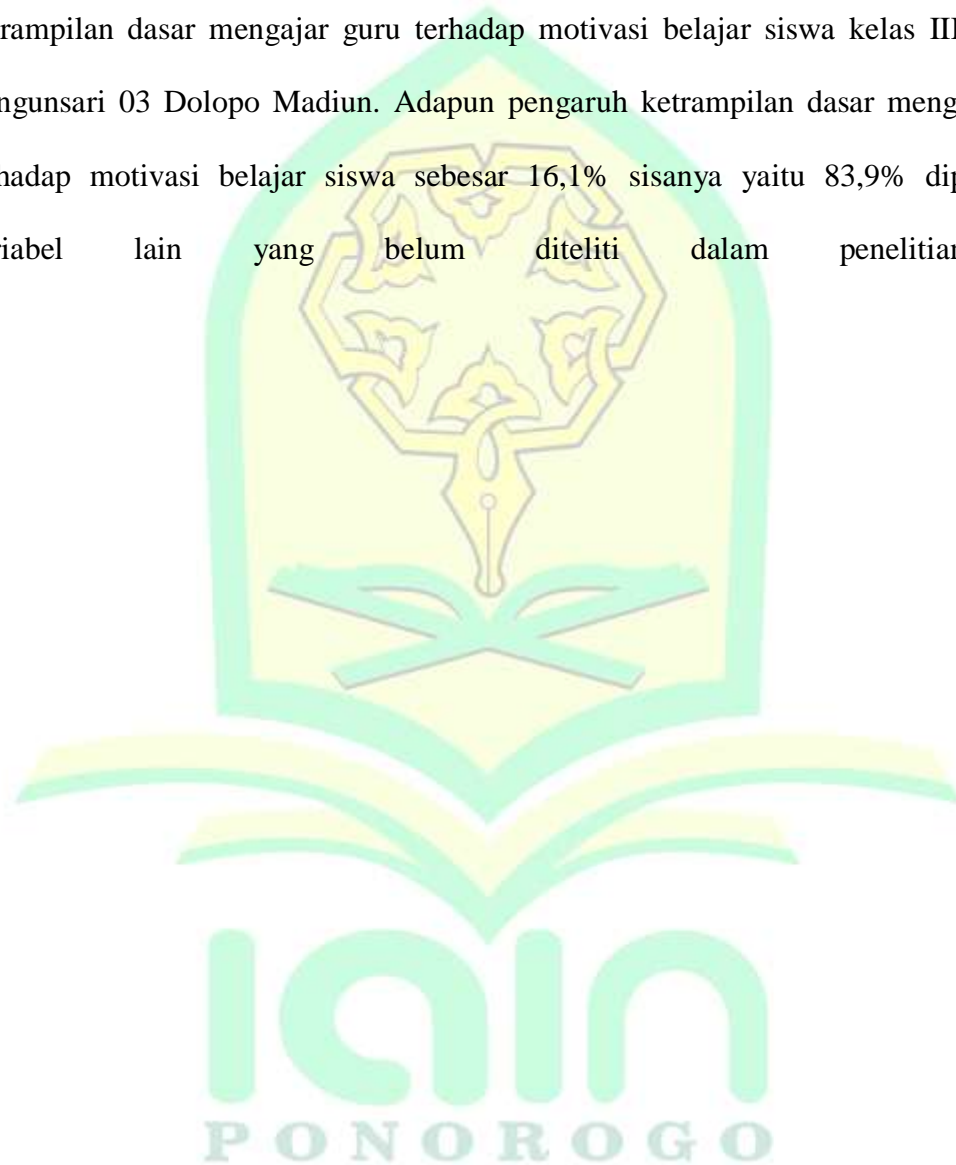 rampilan dasar mengajar guru terhadap motivasi belajar siswa kelas III
ngunsari 03 Dolopo Madiun. Adapun pengaruh ketrampilan dasar meng
hadap motivasi belajar siswa sebesar 16,1% sisanya yaitu 83,9% dip
riabel lain yang belum diteliti dalam penelitian
iain
PONOROGO